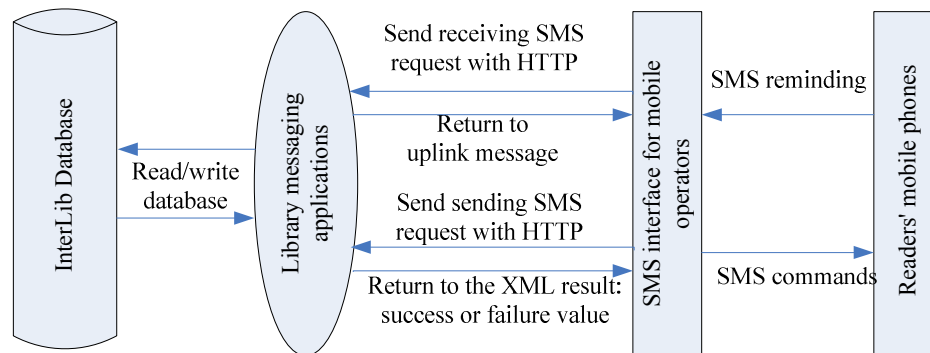 InterLib Database
Read/write
database
Library messaging
applications
Send receiving SMS
request with HTTP
Return to
uplink message
Send sending SMS
request with HTTP
Return to the XML result:
success or failure value
SMS interface for mobile
operators
SMS reminding
SMS commands
Readers' mobile phones